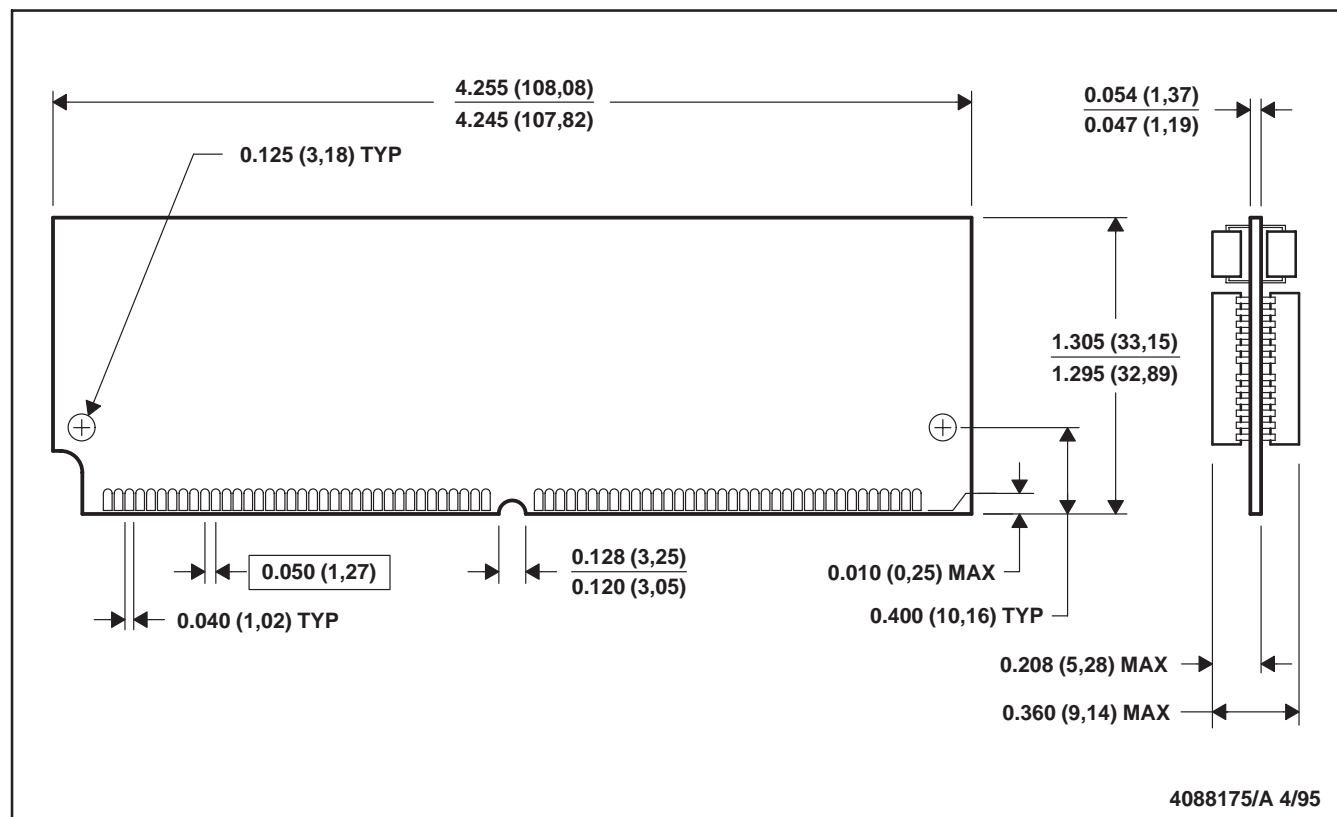 4.255 (108,08)
4.245 (107,82)
0.054 (1,37)
0.047 (1,19)
0.125 (3,18) TYP
1.305 (33,15)
1.295 (32,89)
0.050 (1,27)
0.128 (3,25)
0.120 (3,05)
0.010 (0,25) MAX
0.040 (1,02) TYP
0.400 (10,16) TYP
0.208 (5,28) MAX
0.360 (9,14) MAX
4088175/A 4/95